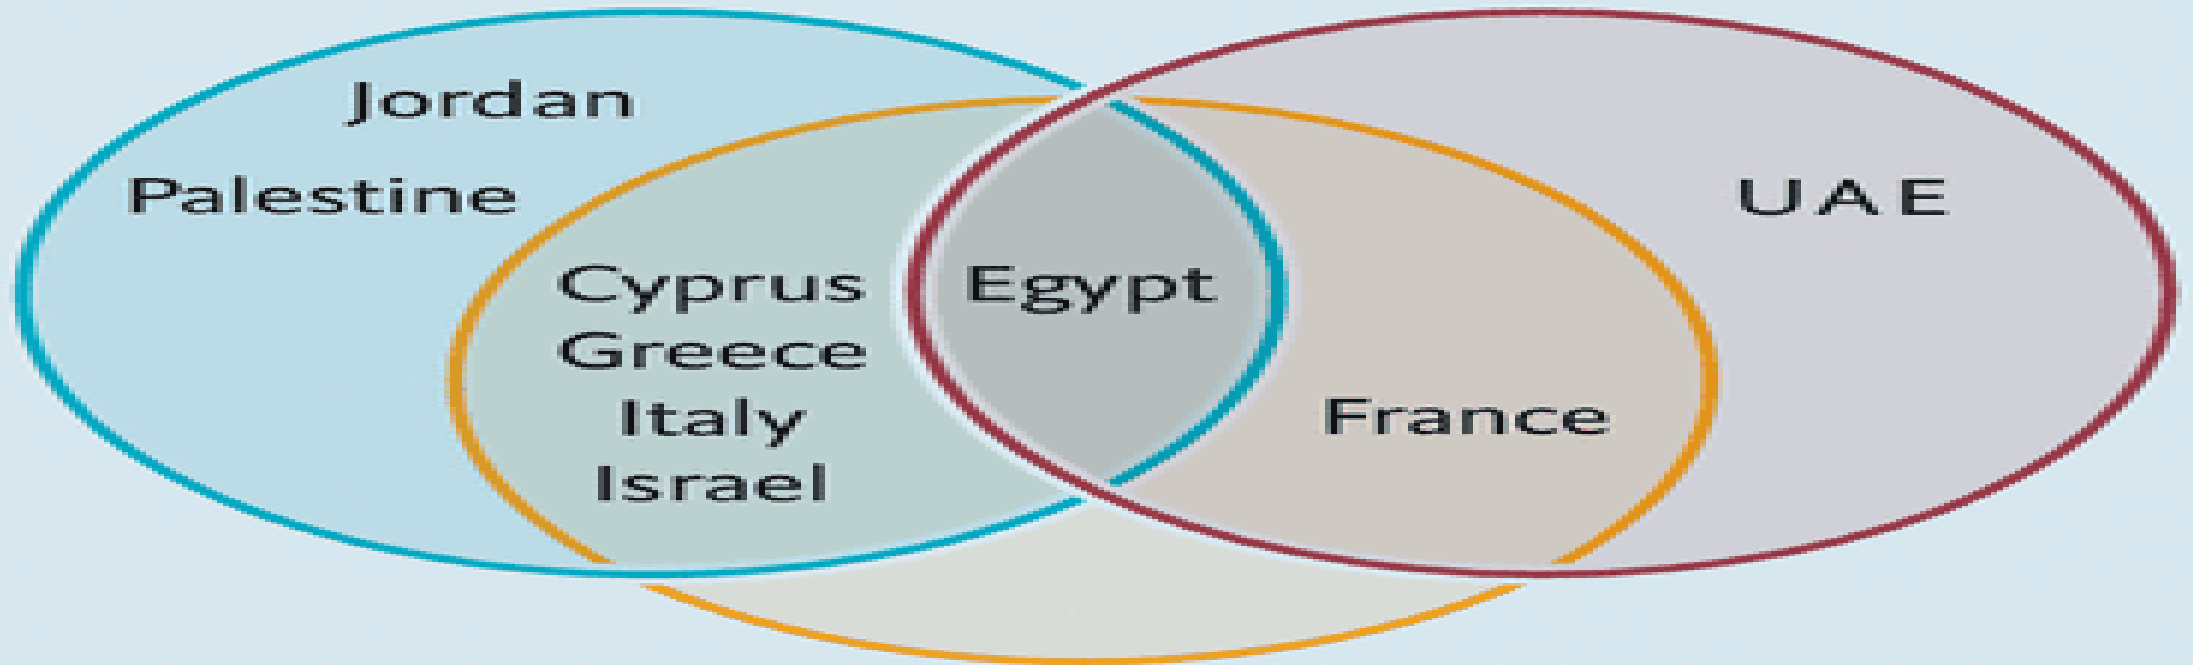 Jordan
Palestine
UAE
Cyprus
Egypt
Greece
Italy
France
Israel